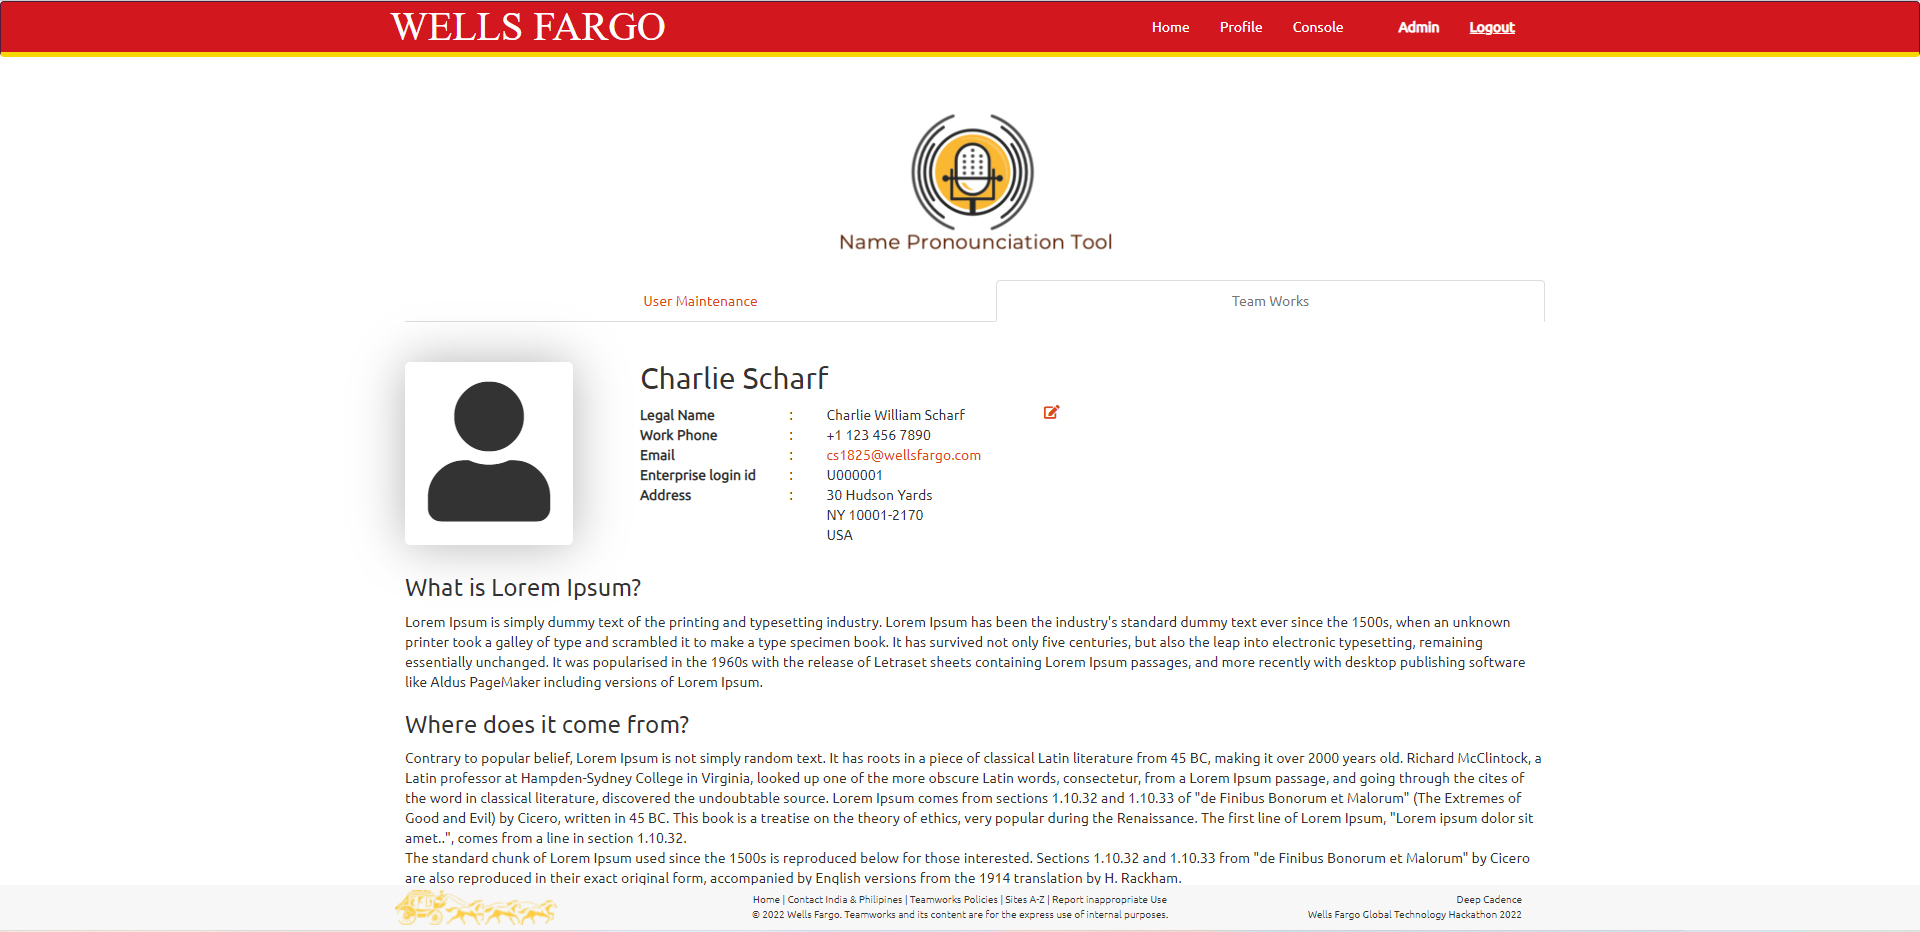 WELLS FARGO
Home Profile Console Admin Logout
Name Pronounciation Tool
User Maintenance Team Works
Charlie Scharf
Legal Name : Charlie William Scharf
Work Phone : +1 123 456 7890
Email : cs1825@wellsfargo.com
Enterprise login id : U000001
Address : 30 Hudson Yards
NY 10001-2170
USA
What is Lorem Ipsum?
Lorem Ipsum is simply dummy text of the printing and typesetting industry. Lorem Ipsum has been the industry's standard dummy text ever since the 1500s, when an unknown
printer took a galley of type and scrambled it to make a type specimen book. It has survived not only five centuries, but also the leap into electronic typesetting, remaining
essentially unchanged. It was popularised in the 1960s with the release of Letraset sheets containing Lorem Ipsum passages, and more recently with desktop publishing software
like Aldus PageMaker including versions of Lorem Ipsum.
Where does it come from?
Contrary to popular belief, Lorem Ipsum is not simply random text. It has roots in a piece of classical Latin literature from 45 BC, making it over 2000 years old. Richard McClintock, a
Latin professor at Hampden-Sydney College in Virginia, looked up one of the more obscure Latin words, consectetur, from a Lorem Ipsum passage, and going through the cites of
the word in classical literature, discovered the undoubtable source. Lorem Ipsum comes from sections 1.10.32 and 1.10.33 of "de Finibus Bonorum et Malorum" (The Extremes of
Good and Evil) by Cicero, written in 45 BC. This book is a treatise on the theory of ethics, very popular during the Renaissance. The first line of Lorem Ipsum, "Lorem ipsum dolor sit
amet..", comes from a line in section 1.10.32.
The standard chunk of Lorem Ipsum used since the 1500s is reproduced below for those interested. Sections 1.10.32 and 1.10.33 from "de Finibus Bonorum et Malorum" by Cicero
are also reproduced in their exact original form, accompanied by English versions from the 1914 translation by H. Rackham.
Home | Contact India & Philipines | Teamworks Policies | Sites A-Z | Report inappropriate Use
© 2022 Wells Fargo. Teamworks and its content are for the express use of internal purposes.
Deep Cadence
Wells Fargo Global Technology Hackathon 2022